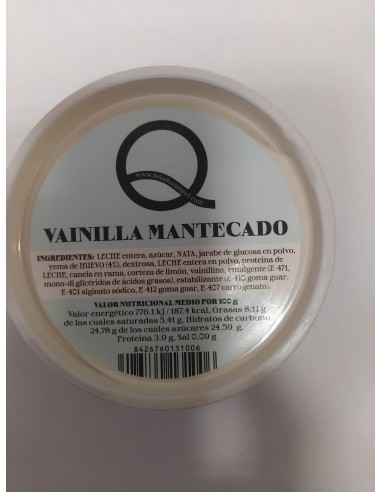 Q
VAINILLA MANTECADO
INGREDIENTES: LECHE entera, azúcar, NATA, jarabe de glucosa en polvo,
yema de HUEVO (4%), dextrosa, LECHE entera en polvo, proteina de
LECHE, canela en rama, corteza de limón, vainillina, emulgente (E-471,
mono-di glicéridos de ácidos grasos), estabilizante (E-410 goma guar,
E-401 alginato sódico, E-412 goma guar, E-407 carrogenato).
VALOR NUTRICIONAL MEDIO POR 100 g
Valor energético 776.1 kj / 187.4 kcal, Grasas 8.11 g
de las cuales saturadas 5.41 g, Hidratos de carbono
24.78 g de los cuales azúcares 24.59 g,
Proteína 3.9 g, Sal 0,09 g
8426760131006